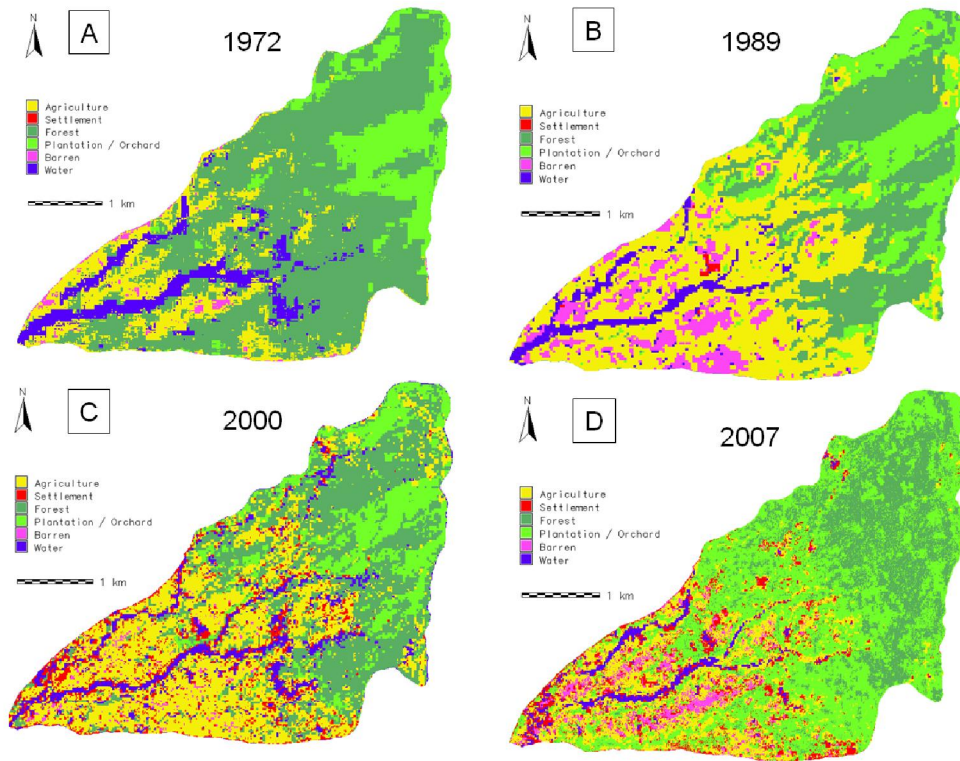 N
A
1972
Agriculture
Settlement
Forest
Plantation / Orchard
Barren
Water
1 km
N
B
1989
Agriculture
Settlement
Forest
Plantation / Orchard
Barren
Water
1 km
N
C
2000
Agriculture
Settlement
Forest
Plantation / Orchard
Barren
Water
1 km
N
D
2007
Agriculture
Settlement
Forest
Plantation / Orchard
Barren
Water
1 km